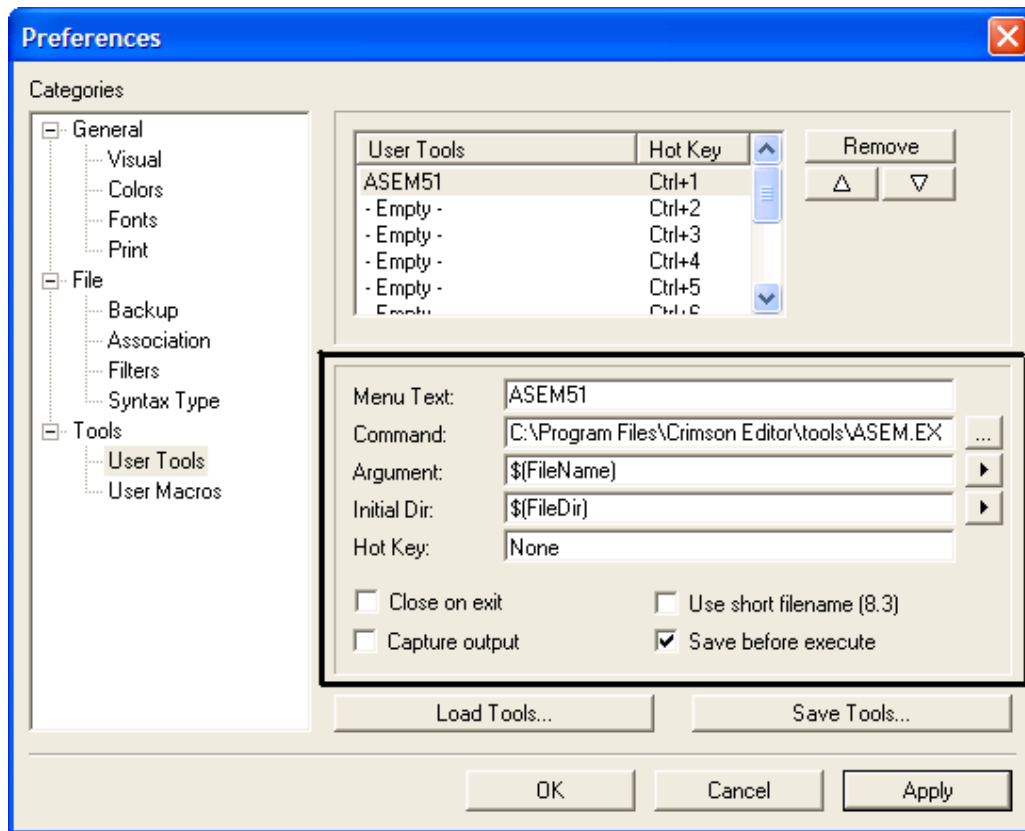 Preferences
Categories
General
Visual
Colors
Fonts
Print
File
Backup
Association
Filters
Syntax Type
Tools
User Tools
User Macros
User Tools Hot Key
ASEM51 Ctrl+1
- Empty - Ctrl+2
- Empty - Ctrl+3
- Empty - Ctrl+4
- Empty - Ctrl+5
- Empty - Ctrl+6
Remove
Menu Text: ASEM51
Command: C:\Program Files\Crimson Editor\tools\ASEM.EX ...
Argument: $(FileName)
Initial Dir: $(FileDir)
Hot Key: None
Close on exit Use short filename (8.3)
Capture output Save before execute
Load Tools... Save Tools...
OK Cancel Apply